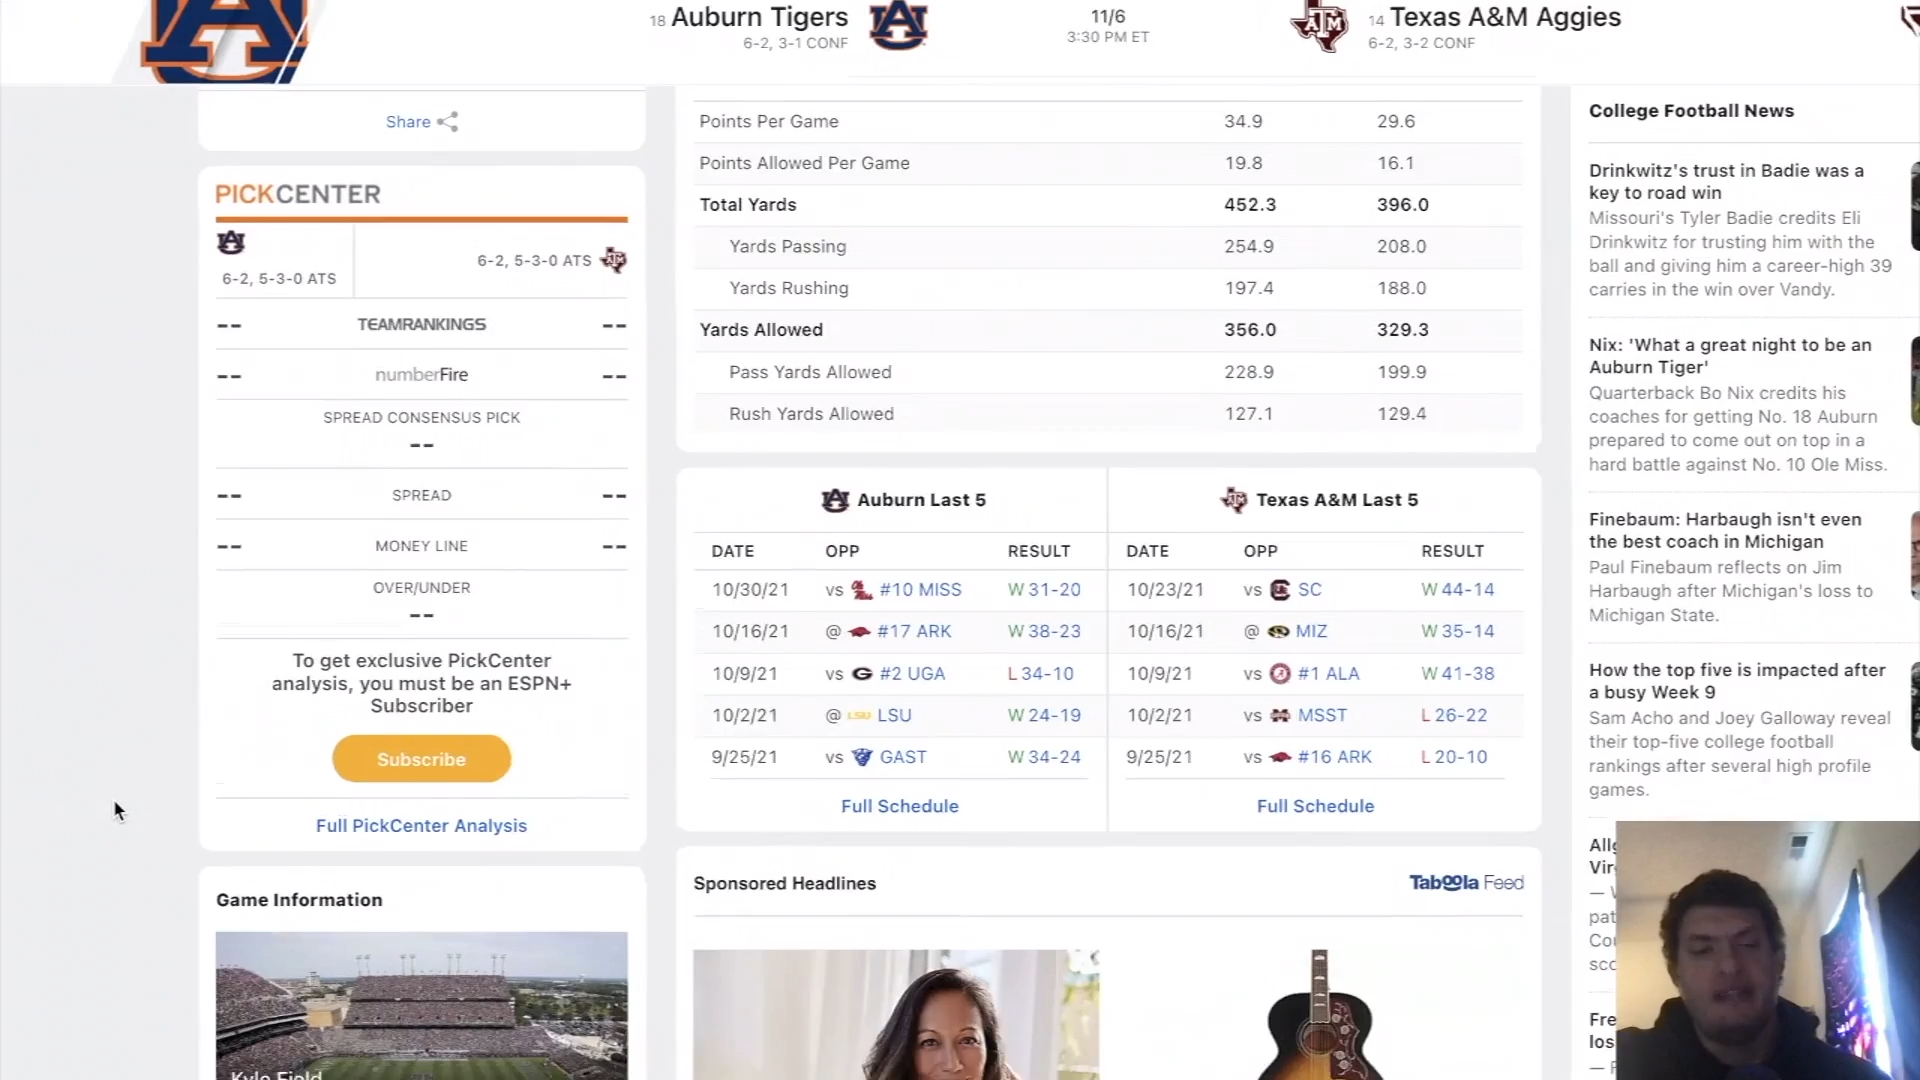 18 Auburn Tigers
6-2, 3-1 CONF
11/6
3:30 PM ET
14 Texas A&M Aggies
6-2, 3-2 CONF
Share
PICKCENTER
6-2, 5-3-0 ATS
6-2, 5-3-0 ATS
-- TEAMRANKINGS --
-- numberFire --
SPREAD CONSENSUS PICK
--
-- SPREAD --
-- MONEY LINE --
OVER/UNDER
--
To get exclusive PickCenter
analysis, you must be an ESPN+
Subscriber
Subscribe
Full PickCenter Analysis
Game Information
Kyle Field
Points Per Game 34.9 29.6
Points Allowed Per Game 19.8 16.1
Total Yards 452.3 396.0
Yards Passing 254.9 208.0
Yards Rushing 197.4 188.0
Yards Allowed 356.0 329.3
Pass Yards Allowed 228.9 199.9
Rush Yards Allowed 127.1 129.4
Auburn Last 5
DATE OPP RESULT
10/30/21 vs #10 MISS W 31-20
10/16/21 @ #17 ARK W 38-23
10/9/21 vs #2 UGA L 34-10
10/2/21 @ LSU LSU W 24-19
9/25/21 vs GAST W 34-24
Full Schedule
Texas A&M Last 5
DATE OPP RESULT
10/23/21 vs SC W 44-14
10/16/21 @ MIZ W 35-14
10/9/21 vs #1 ALA W 41-38
10/2/21 vs MSST L 26-22
9/25/21 vs #16 ARK L 20-10
Full Schedule
Sponsored Headlines
Taboola Feed
College Football News
Drinkwitz's trust in Badie was a
key to road win
Missouri's Tyler Badie credits Eli
Drinkwitz for trusting him with the
ball and giving him a career-high 39
carries in the win over Vandy.
Nix: 'What a great night to be an
Auburn Tiger'
Quarterback Bo Nix credits his
coaches for getting No. 18 Auburn
prepared to come out on top in a
hard battle against No. 10 Ole Miss.
Finebaum: Harbaugh isn't even
the best coach in Michigan
Paul Finebaum reflects on Jim
Harbaugh after Michigan's loss to
Michigan State.
How the top five is impacted after
a busy Week 9
Sam Acho and Joey Galloway reveal
their top-five college football
rankings after several high profile
games.